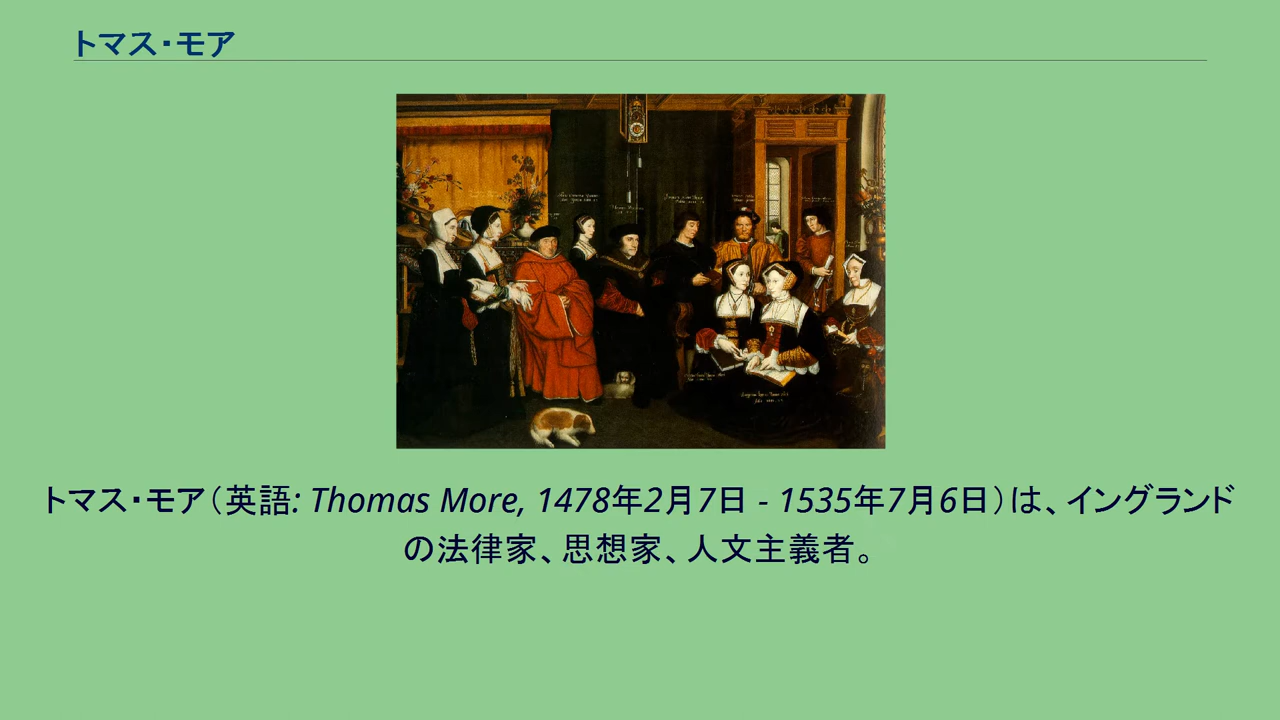 トマス・モア
トマス・モア（英語: Thomas More, 1478年2月7日 - 1535年7月6日）は、イングランド
の法律家、思想家、人文主義者。